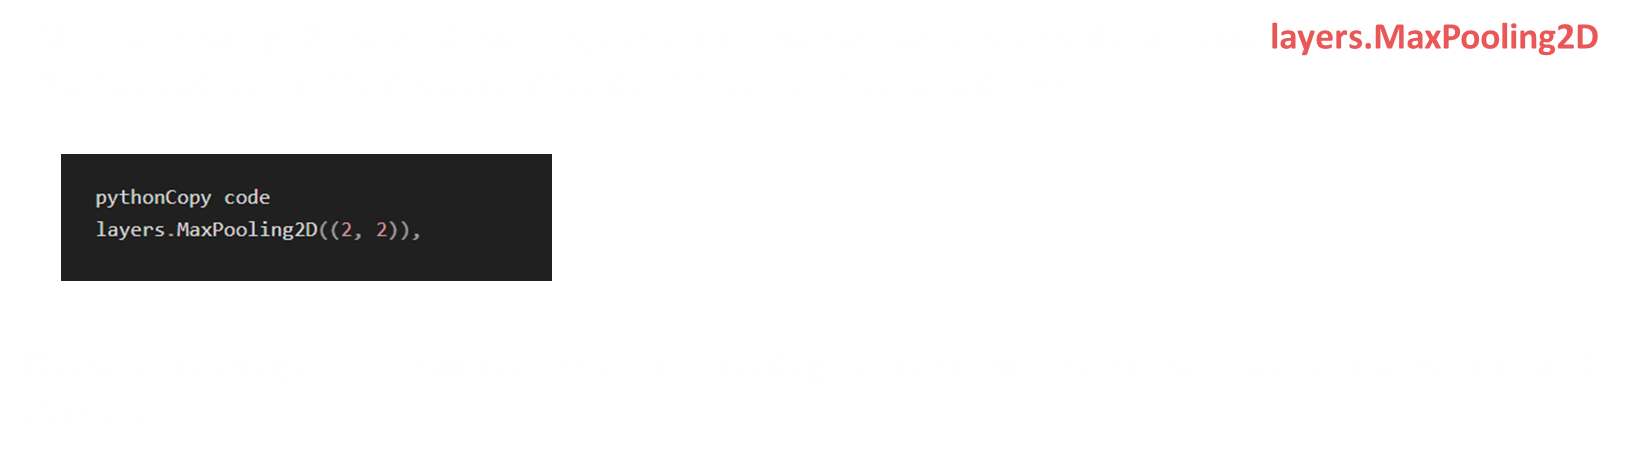 layers.MaxPooling2D
pythonCopy code
layers.MaxPooling2D((2, 2)),